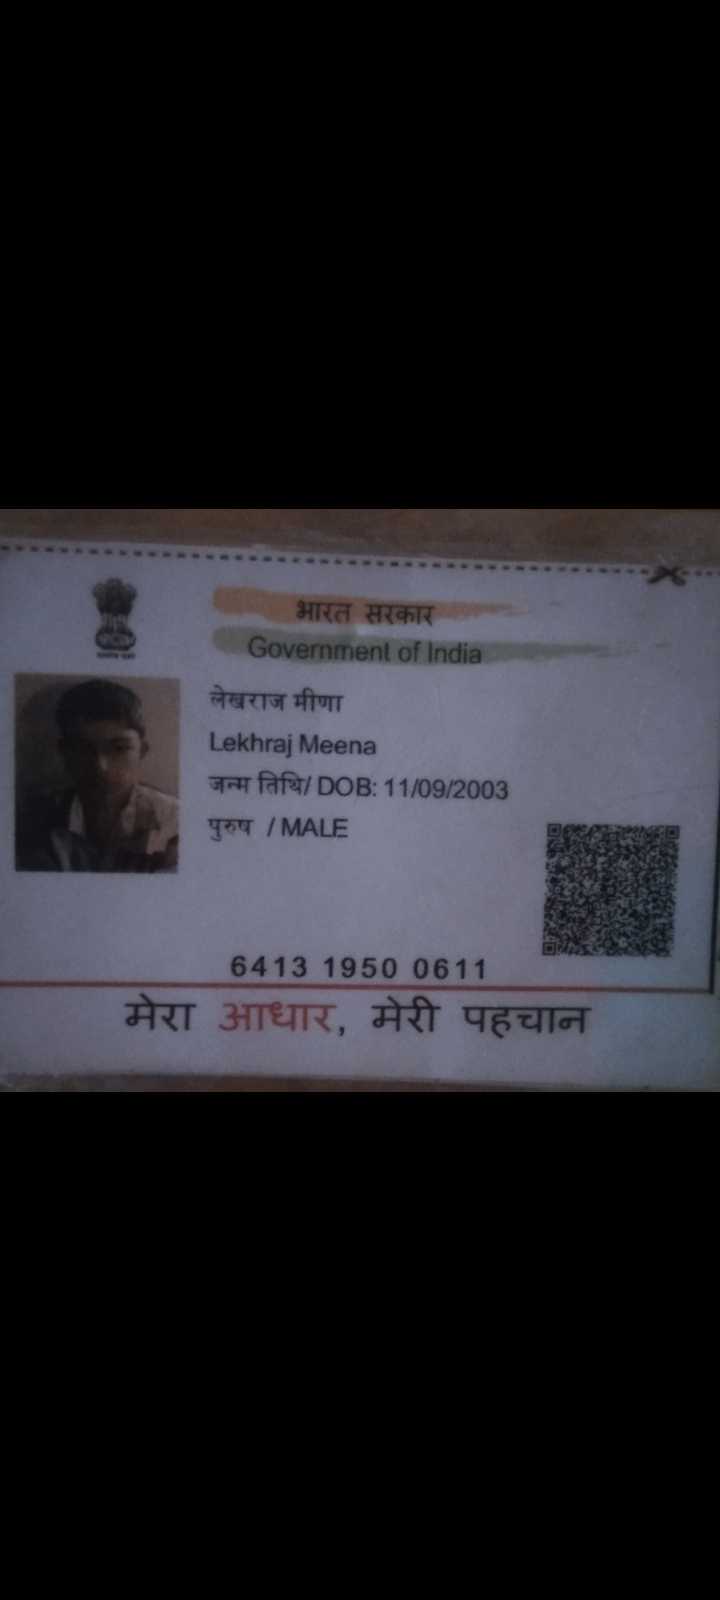 भारत सरकार
Government of India
लेखराज मीणा
Lekhraj Meena
जन्म तिथि/ DOB: 11/09/2003
पुरुष / MALE
6413 1950 0611
मेरा आधार, मेरी पहचान